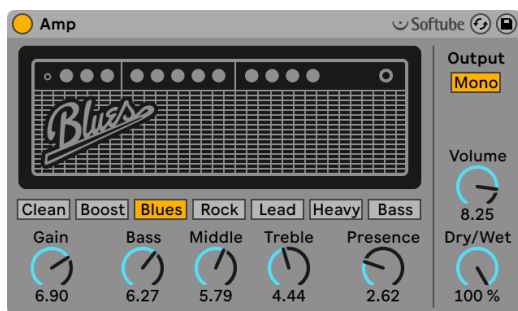 Amp
Softube
Output
Mono
Blues
Volume
8.25
Clean Boost Blues Rock Lead Heavy Bass
Gain Bass Middle Treble Presence Dry/Wet
6.90 6.27 5.79 4.44 2.62 100 %